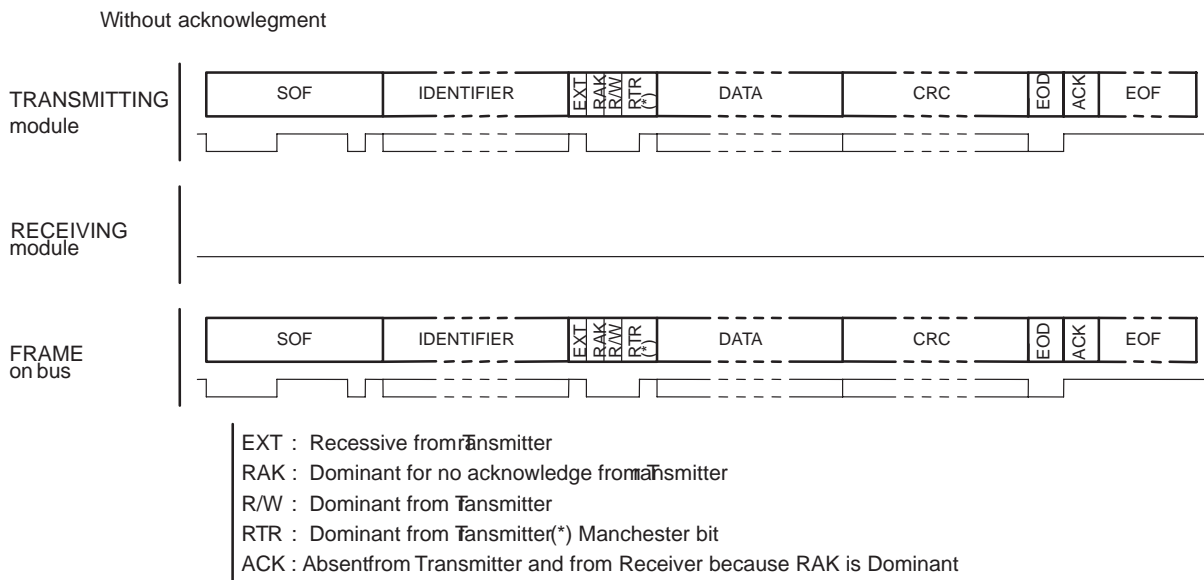 Without acknowlegment
TRANSMITTING
module
SOF IDENTIFIER EXT RAK R/W RTR (*) DATA CRC EOD ACK EOF
RECEIVING
module
FRAME
on bus
SOF IDENTIFIER EXT RAK R/W RTR (*) DATA CRC EOD ACK EOF
EXT : Recessive from Transmitter
RAK : Dominant for no acknowledge from Transmitter
R/W : Dominant from Transmitter
RTR : Dominant from Transmitter(*) Manchester bit
ACK : Absentfrom Transmitter and from Receiver because RAK is Dominant